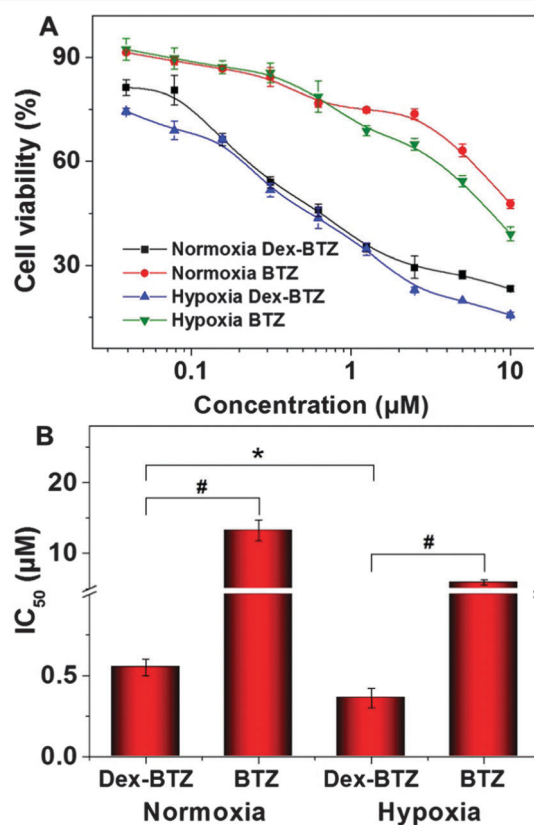 A
Cell viability (%)
90
60
30
Normoxia Dex-BTZ
Normoxia BTZ
Hypoxia Dex-BTZ
Hypoxia BTZ
0.1
1
10
Concentration (μM)
B
IC50 (μM)
20
10
0.5
0.0
*
#
#
Dex-BTZ BTZ Dex-BTZ BTZ
Normoxia Hypoxia